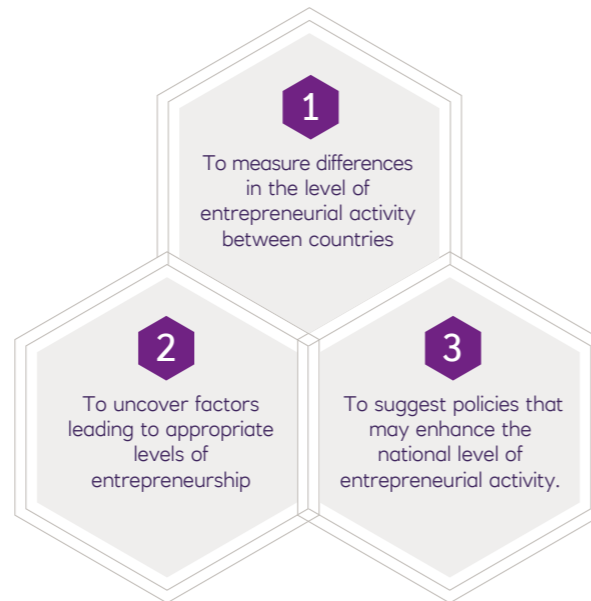 1
To measure differences
in the level of
entrepreneurial activity
between countries
2
To uncover factors
leading to appropriate
levels of
entrepreneurship
3
To suggest policies that
may enhance the
national level of
entrepreneurial activity.